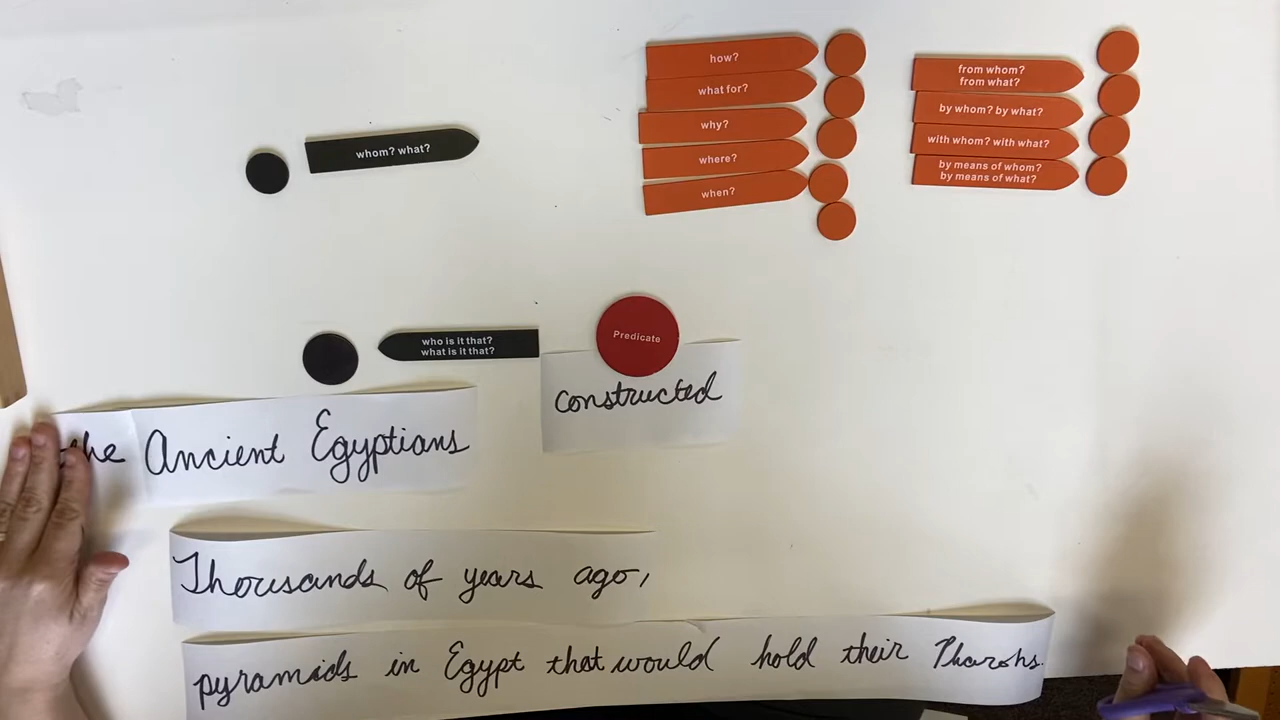 how?
what for?
why?
where?
when?
from whom?
from what?
by whom? by what?
with whom? with what?
by means of whom?
by means of what?
whom? what?
who is it that?
what is it that?
Predicate
constructed
the Ancient Egyptians
Thousands of years ago,
pyramids in Egypt that would hold their Pharohs.